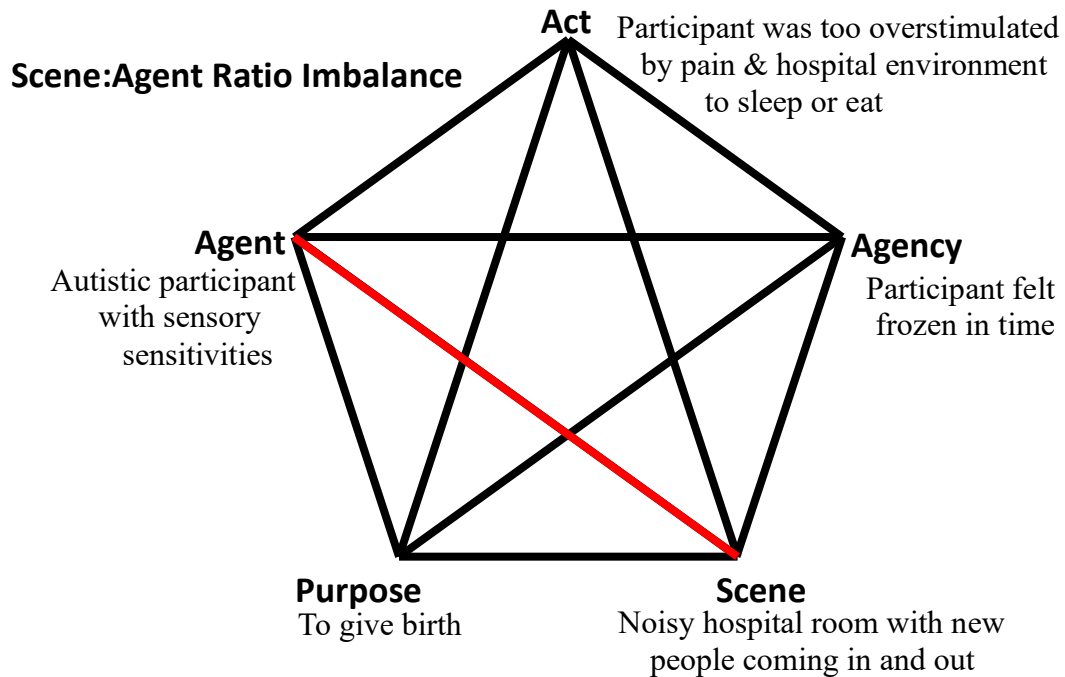 Act
Participant was too overstimulated
by pain & hospital environment
to sleep or eat
Scene:Agent Ratio Imbalance
Agent
Autistic participant
with sensory
sensitivities
Agency
Participant felt
frozen in time
Purpose
To give birth
Scene
Noisy hospital room with new
people coming in and out